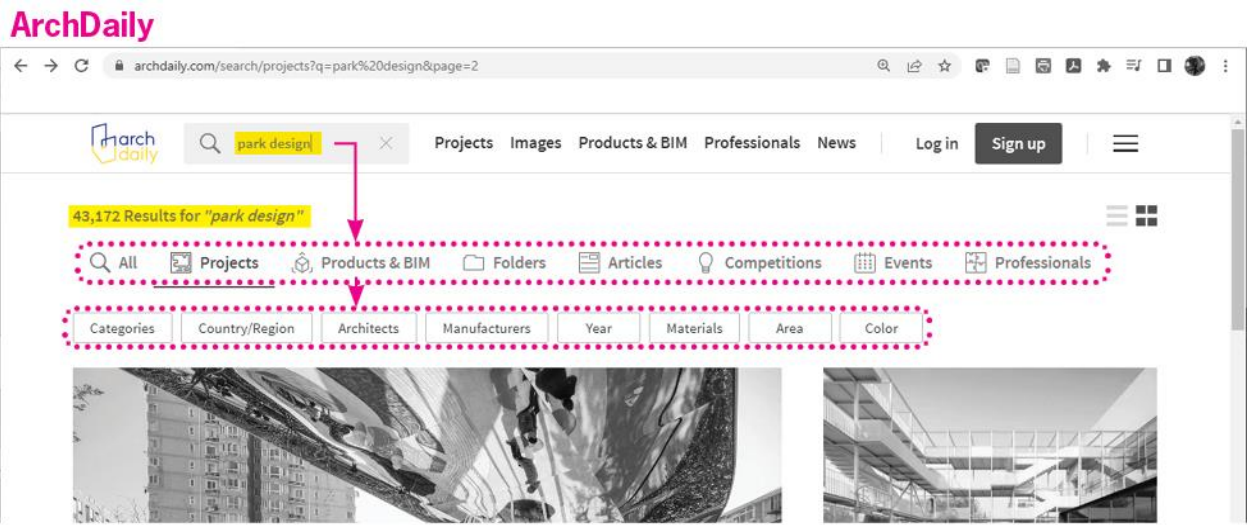 ArchDaily
archdaily.com/search/projects?q=park%20design&page=2
arch
daily
park design
Projects Images Products & BIM Professionals News Log in Sign up
43,172 Results for "park design"
All Projects Products & BIM Folders Articles Competitions Events Professionals
Categories Country/Region Architects Manufacturers Year Materials Area Color